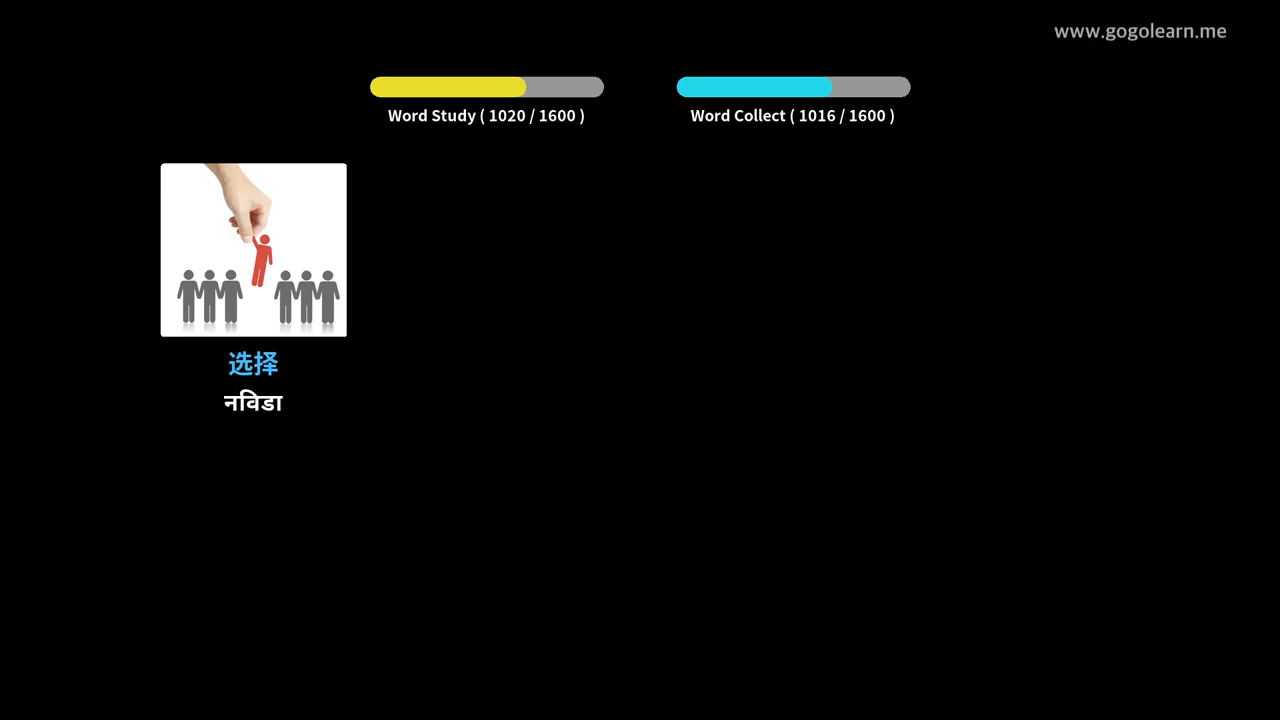 www.gogolearn.me
Word Study ( 1020 / 1600 )
Word Collect ( 1016 / 1600 )
选择
नविडा